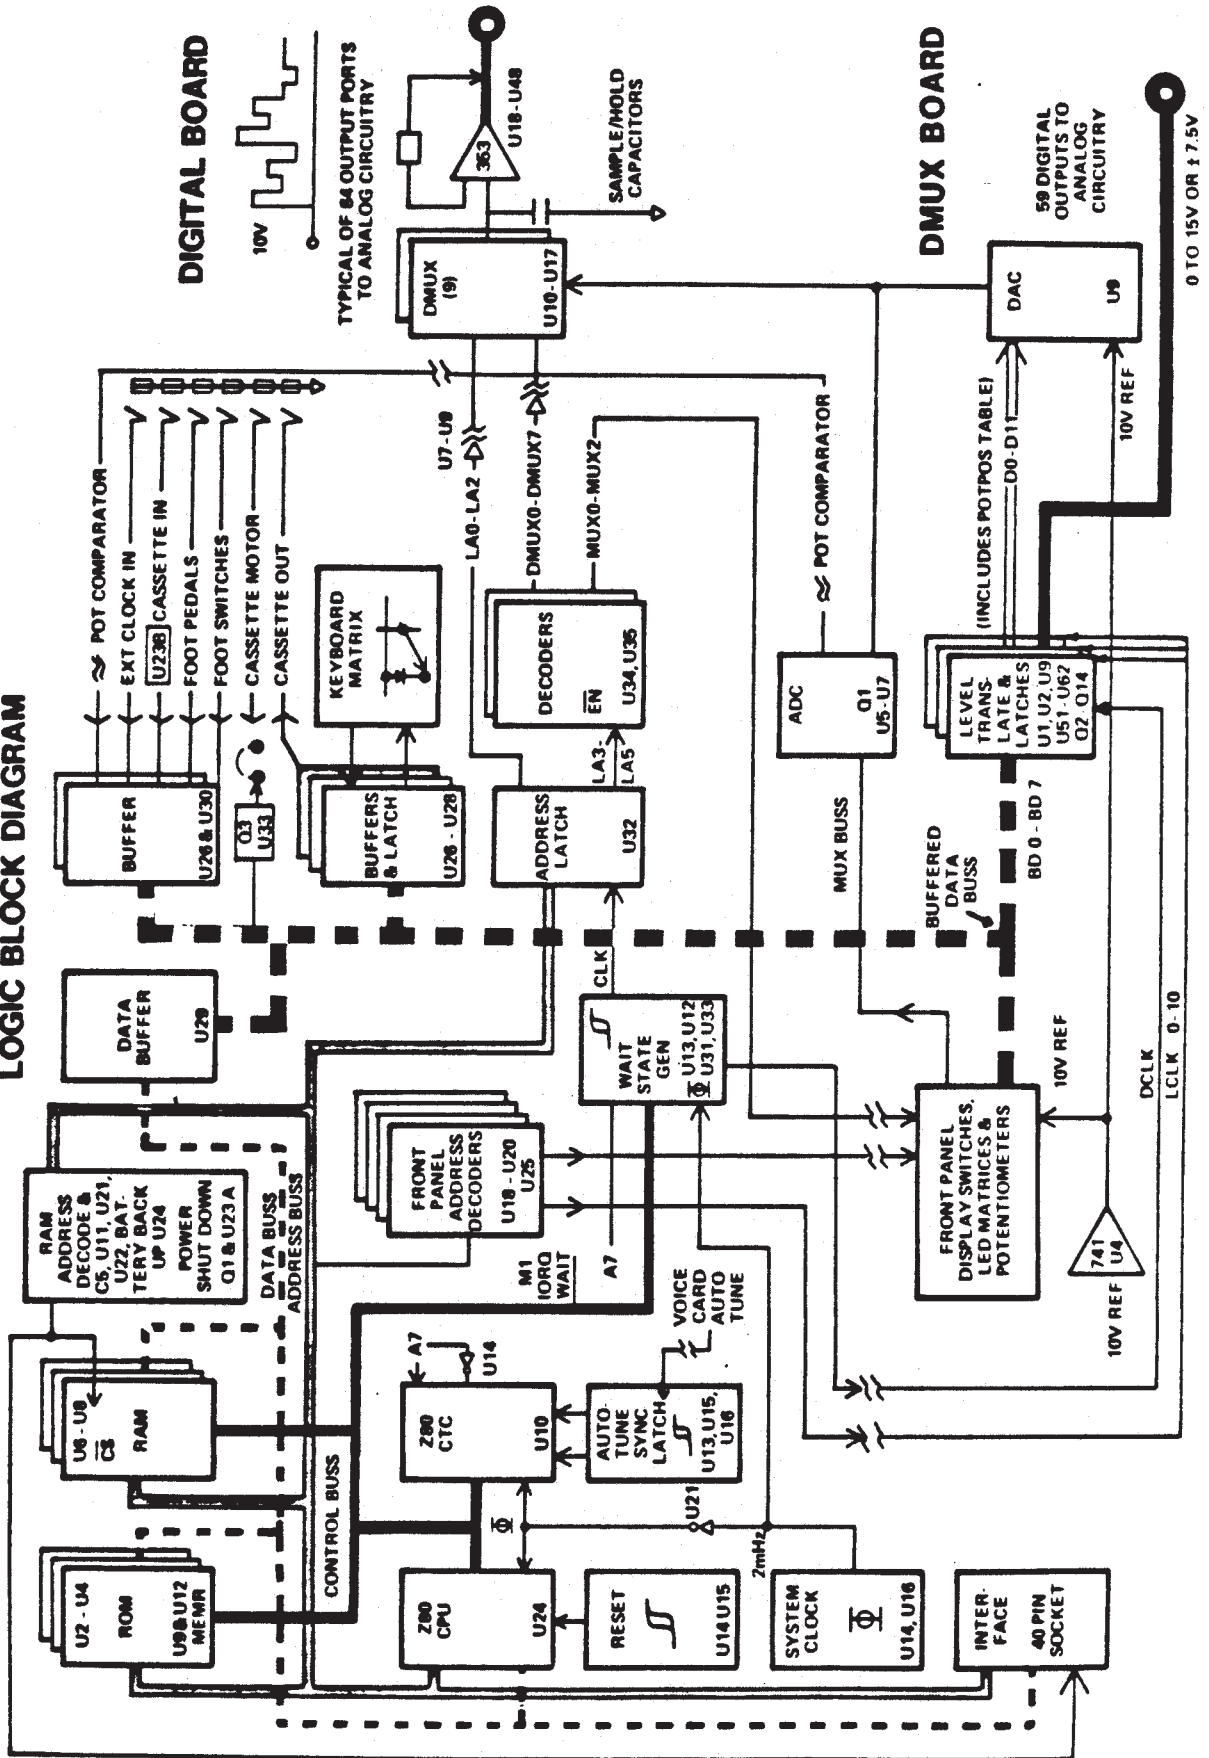 LOGIC BLOCK DIAGRAM
DIGITAL BOARD
DMUX BOARD
U2 - U4
ROM
U9&U12
MEMR
U6 - U8
CS
RAM
RAM
ADDRESS
DECODE &
C5, U11, U21,
U22, BAT-
TERY BACK
UP U24
POWER
SHUT DOWN
Q1 & U23 A
DATA
BUFFER
U29
BUFFER
U26 & U30
≈ POT COMPARATOR
EXT CLOCK IN
U23B CASSETTE IN
FOOT PEDALS
FOOT SWITCHES
CASSETTE MOTOR
CASSETTE OUT
Q3
U33
10V
TYPICAL OF 64 OUTPUT PORTS
TO ANALOG CIRCUITRY
DATA BUSS
ADDRESS BUSS
CONTROL BUSS
KEYBOARD
MATRIX
BUFFERS
& LATCH
U26 - U28
U7-U9
LA0-LA2
DMUX
(9)
U10-U17
353
U18-U48
SAMPLE/HOLD
CAPACITORS
Z80
CPU
U24
Φ
Z80
CTC
U10
A7
U14
FRONT
PANEL
ADDRESS
DECODERS
U18 - U20
U25
ADDRESS
LATCH
U32
LA3-
LA5
DECODERS
EN
U34, U35
DMUX0-DMUX7
MUX0-MUX2
M1
IORQ
WAIT
A7
CLK
WAIT
STATE
GEN
Φ U13, U12
U31, U33
RESET
U14 U15
AUTO-
TUNE
SYNC
LATCH
U13, U15,
U16
VOICE
CARD
AUTO
TUNE
U21
2mHz
SYSTEM
CLOCK
Φ
U14, U16
MUX BUSS
ADC
Q1
U5-U7
≈ POT COMPARATOR
INTER-
FACE
40 PIN
SOCKET
FRONT PANEL
DISPLAY SWITCHES,
LED MATRICES &
POTENTIOMETERS
10V REF
BUFFERED
DATA
BUSS
BD 0 - BD 7
LEVEL
TRANS-
LATE &
LATCHES
U1, U2, U9
U51 - U62
Q2 - Q14
(INCLUDES POTPOS TABLE)
D0-D11
DAC
U9
59 DIGITAL
OUTPUTS TO
ANALOG
CIRCUITRY
10V REF
741
U4
10V REF
DCLK
LCLK 0-10
0 TO 15V OR ± 7.5V